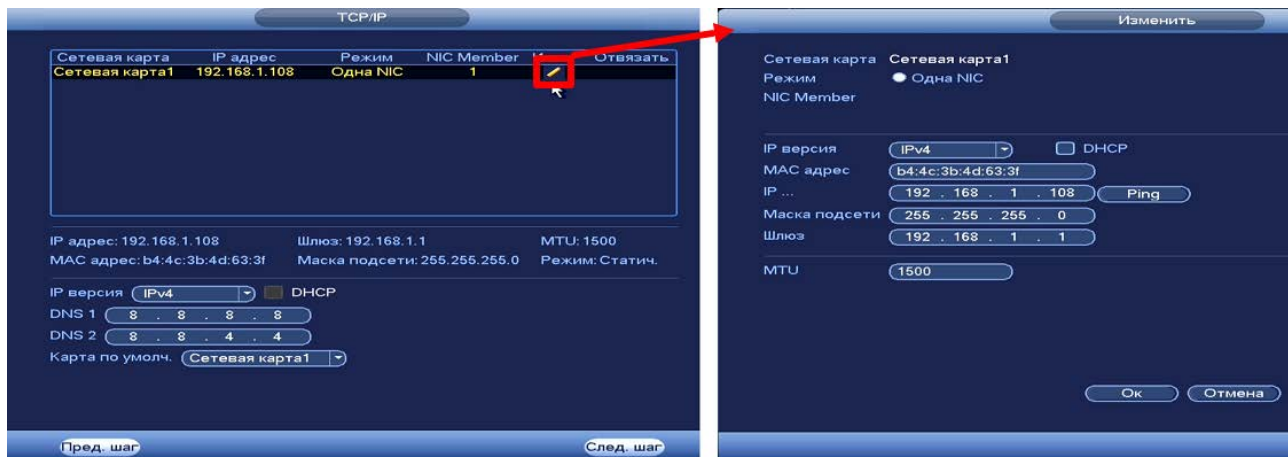 TCP/IP
Сетевая карта IP адрес Режим NIC Member И... Отвязать
Сетевая карта1 192.168.1.108 Одна NIC 1
IP адрес: 192.168.1.108 Шлюз: 192.168.1.1 MTU: 1500
MAC адрес: b4:4c:3b:4d:63:3f Маска подсети: 255.255.255.0 Режим: Статич.
IP версия IPv4 DHCP
DNS 1 8 . 8 . 8 . 8
DNS 2 8 . 8 . 4 . 4
Карта по умолч. Сетевая карта1
Пред. шаг След. шаг
Изменить
Сетевая карта Сетевая карта1
Режим Одна NIC
NIC Member
IP версия IPv4 DHCP
MAC адрес b4:4c:3b:4d:63:3f
IP ... 192 . 168 . 1 . 108 Ping
Маска подсети 255 . 255 . 255 . 0
Шлюз 192 . 168 . 1 . 1
MTU 1500
Ок Отмена